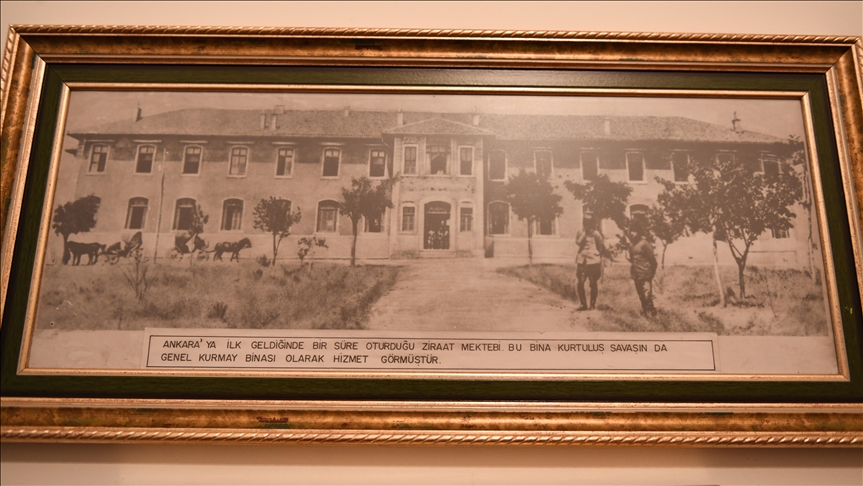 ANKARA'YA İLK GELDİĞİNDE BİR SÜRE OTURDUĞU ZİRAAT MEKTEBİ. BU BİNA KURTULUŞ SAVAŞIN DA
GENEL KURMAY BİNASI OLARAK HİZMET GÖRMÜŞTÜR.